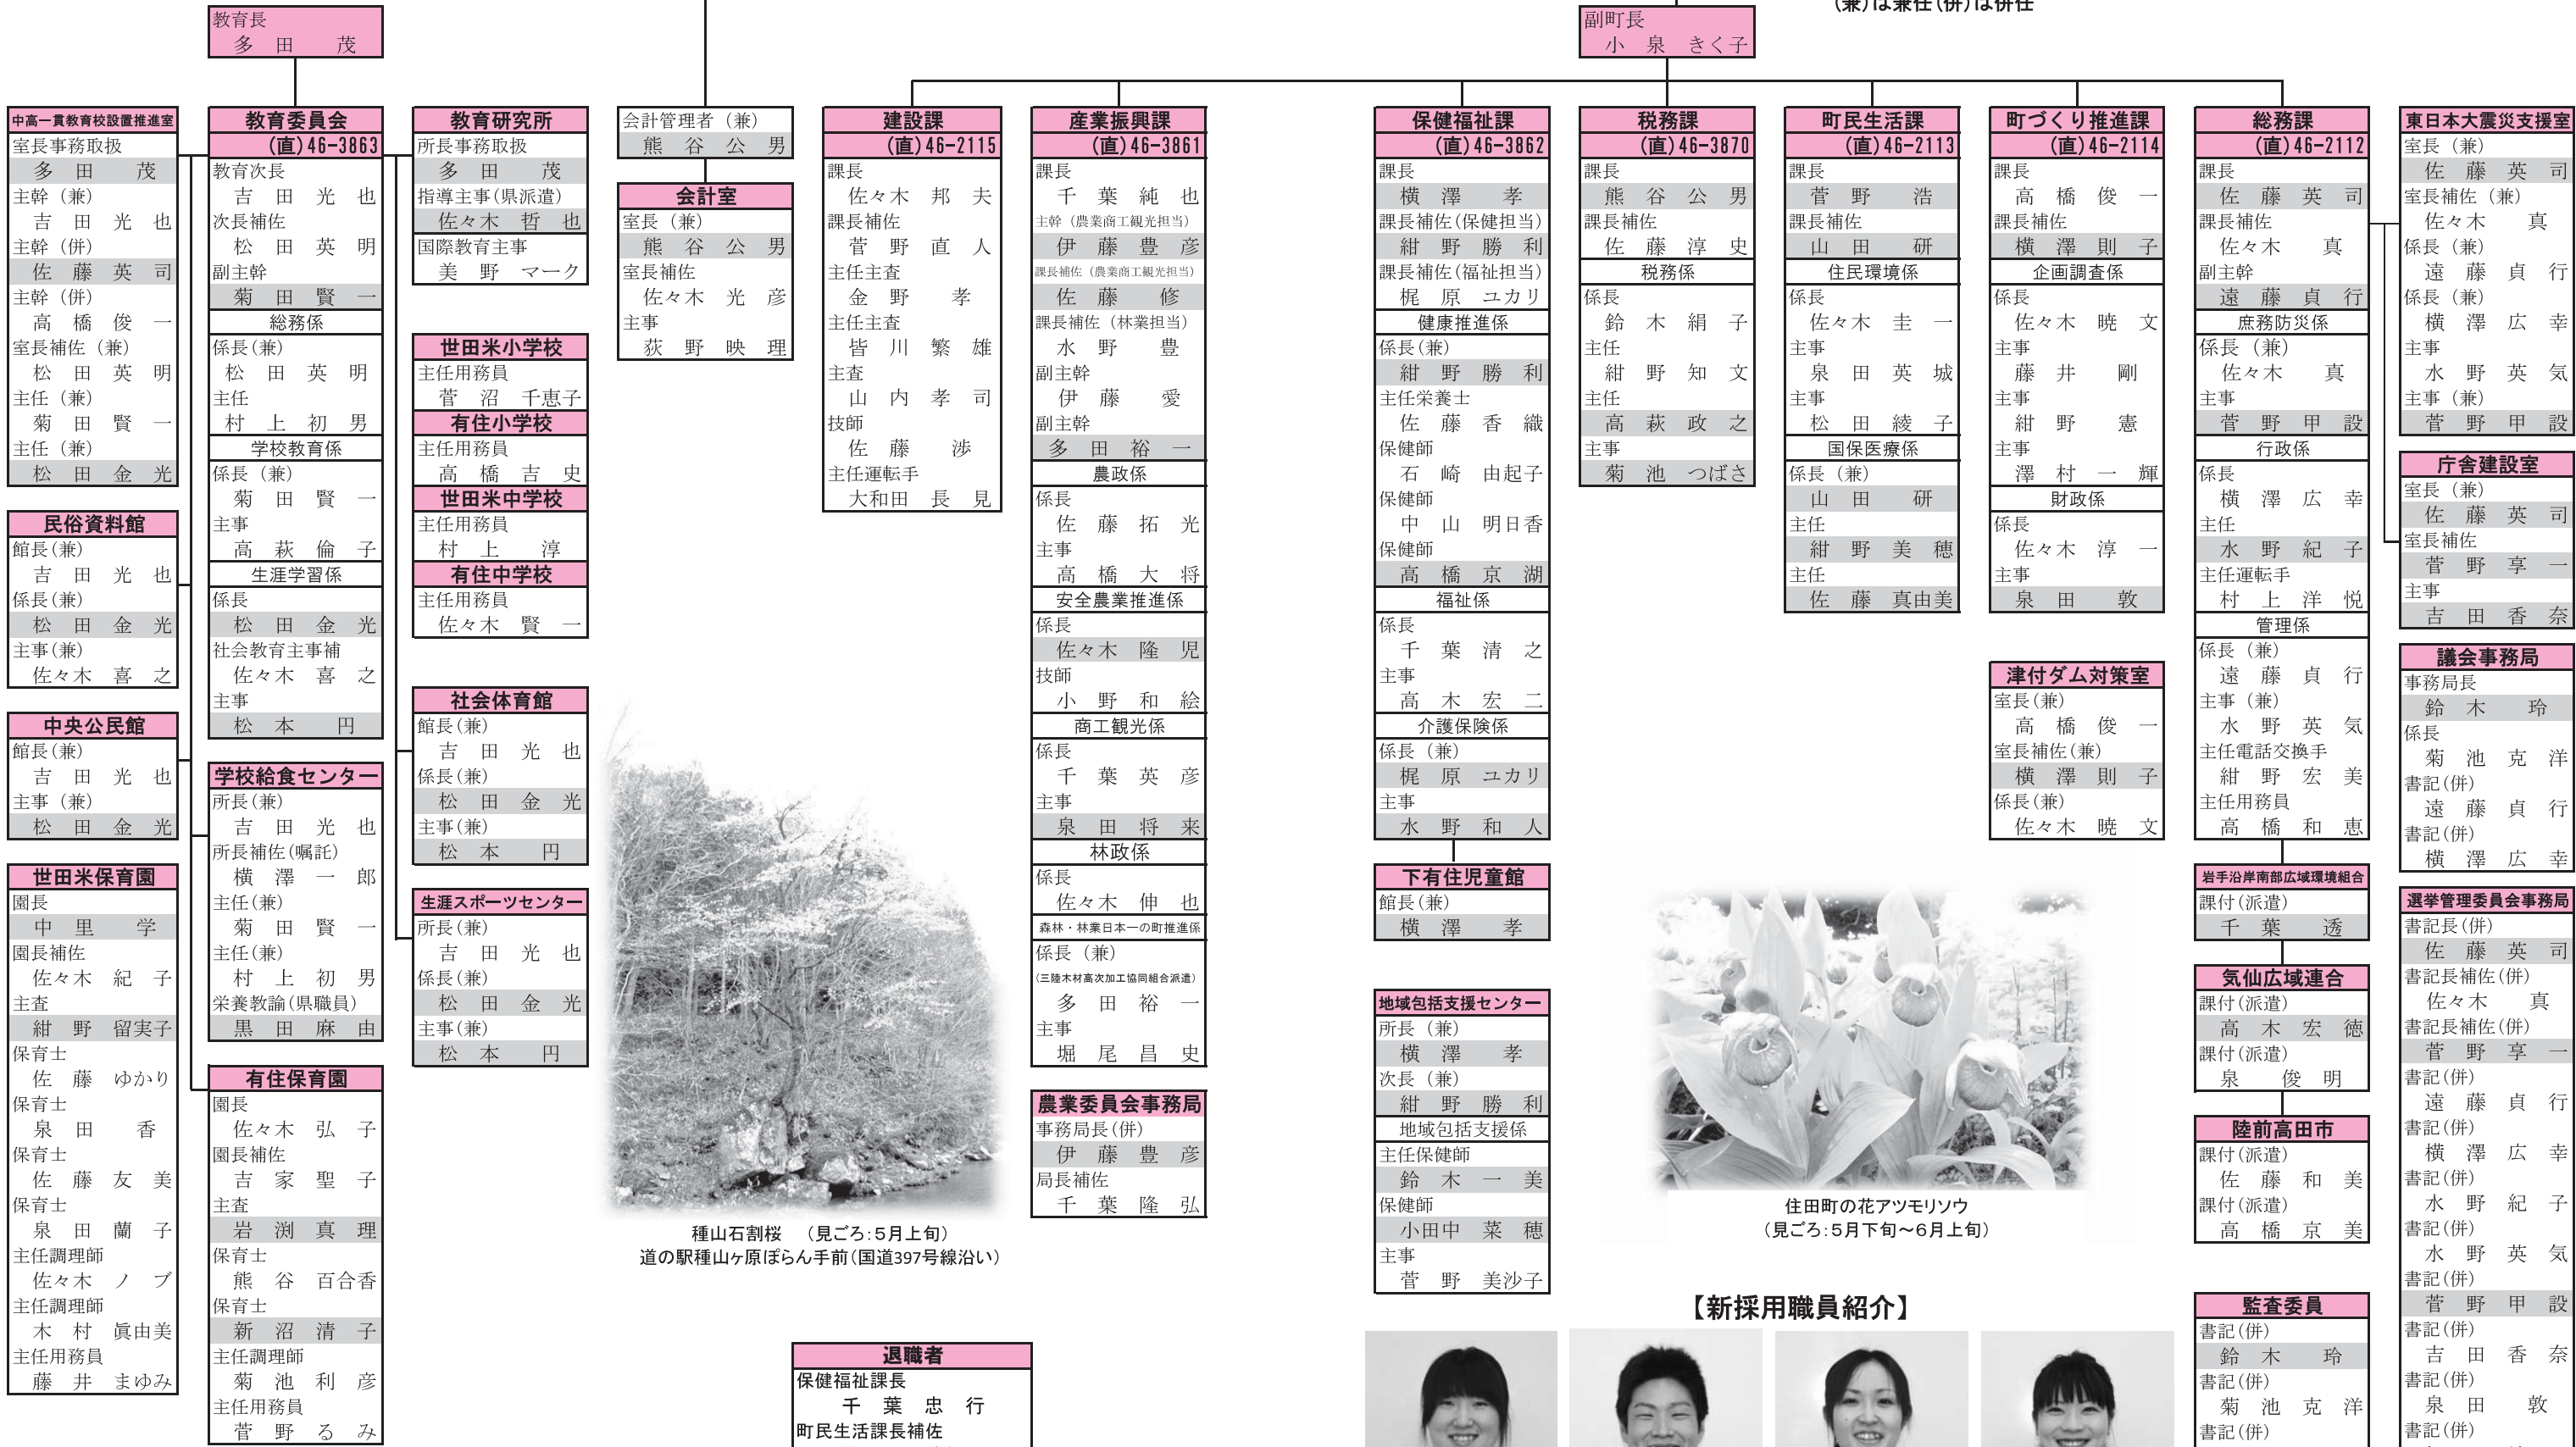 (兼)は兼任(併)は併任
教育長
多田 茂
副町長
小泉 きく子
中高一貫教育校設置推進室
室長事務取扱
多田 茂
主幹(兼)
吉田光也
主幹(併)
佐藤英司
主幹(併)
高橋俊一
室長補佐(兼)
松田英明
主任(兼)
菊田賢一
主任(兼)
松田金光
民俗資料館
館長(兼)
吉田光也
係長(兼)
松田金光
主事(兼)
佐々木喜之
中央公民館
館長(兼)
吉田光也
主事(兼)
松田金光
世田米保育園
園長
中里 学
園長補佐
佐々木紀子
主査
紺野留実子
保育士
佐藤ゆかり
保育士
泉田 香
保育士
佐藤友美
保育士
泉田蘭子
主任調理師
佐々木ノブ
主任調理師
木村眞由美
主任用務員
藤井まゆみ
教育委員会
(直)46-3863
教育次長
吉田光也
次長補佐
松田英明
副主幹
菊田賢一
総務係
係長(兼)
松田英明
主任
村上初男
学校教育係
係長(兼)
菊田賢一
主事
高萩倫子
生涯学習係
係長
松田金光
社会教育主事補
佐々木喜之
主事
松本 円
学校給食センター
所長(兼)
吉田光也
所長補佐(嘱託)
横澤一郎
主任(兼)
菊田賢一
主任(兼)
村上初男
栄養教諭(県職員)
黒田麻由
有住保育園
園長
佐々木弘子
園長補佐
吉家聖子
主査
岩渕真理
保育士
熊谷百合香
保育士
新沼清子
主任調理師
菊池利彦
主任用務員
菅野るみ
教育研究所
所長事務取扱
多田 茂
指導主事(県派遣)
佐々木哲也
国際教育主事
美野マーク
世田米小学校
主任用務員
菅沼千恵子
有住小学校
主任用務員
高橋吉史
世田米中学校
主任用務員
村上 淳
有住中学校
主任用務員
佐々木賢一
社会体育館
館長(兼)
吉田光也
係長(兼)
松田金光
主事(兼)
松本 円
生涯スポーツセンター
所長(兼)
吉田光也
係長(兼)
松田金光
主事(兼)
松本 円
会計管理者(兼)
熊谷公男
会計室
室長(兼)
熊谷公男
室長補佐
佐々木光彦
主事
荻野映理
建設課
(直)46-2115
課長
佐々木邦夫
課長補佐
菅野直人
主任主査
金野 孝
主任主査
皆川繁雄
主査
山内孝司
技師
佐藤 渉
主任運転手
大和田長見
産業振興課
(直)46-3861
課長
千葉純也
主幹(農業商工観光担当)
伊藤豊彦
課長補佐(農業商工観光担当)
佐藤 修
課長補佐(林業担当)
水野 豊
副主幹
伊藤 愛
副主幹
多田裕一
農政係
係長
佐藤拓光
主事
高橋大将
安全農業推進係
係長
佐々木隆児
技師
小野和絵
商工観光係
係長
千葉英彦
主事
泉田将来
林政係
係長
佐々木伸也
森林・林業日本一の町推進係
係長(兼)
(三陸木材高次加工協同組合派遣)
多田裕一
主事
堀尾昌史
農業委員会事務局
事務局長(併)
伊藤豊彦
局長補佐
千葉隆弘
種山石割桜 (見ごろ:5月上旬)
道の駅種山ヶ原ぽらん手前(国道397号線沿い)
退職者
保健福祉課長
千葉忠行
町民生活課長補佐
保健福祉課
(直)46-3862
課長
横澤 孝
課長補佐(保健担当)
紺野勝利
課長補佐(福祉担当)
梶原ユカリ
健康推進係
係長(兼)
紺野勝利
主任栄養士
佐藤香織
保健師
石崎由起子
保健師
中山明日香
保健師
高橋京湖
福祉係
係長
千葉清之
主事
高木宏二
介護保険係
係長(兼)
梶原ユカリ
主事
水野和人
下有住児童館
館長(兼)
横澤 孝
地域包括支援センター
所長(兼)
横澤 孝
次長(兼)
紺野勝利
地域包括支援係
主任保健師
鈴木一美
保健師
小田中菜穂
主事
菅野美沙子
税務課
(直)46-3870
課長
熊谷公男
課長補佐
佐藤淳史
税務係
係長
鈴木絹子
主任
紺野知文
主任
高萩政之
主事
菊池つばさ
町民生活課
(直)46-2113
課長
菅野 浩
課長補佐
山田 研
住民環境係
係長
佐々木圭一
主事
泉田英城
主事
松田綾子
国保医療係
係長(兼)
山田 研
主任
紺野美穂
主任
佐藤真由美
町づくり推進課
(直)46-2114
課長
高橋俊一
課長補佐
横澤則子
企画調査係
係長
佐々木暁文
主事
藤井 剛
主事
紺野 憲
主事
澤村一輝
財政係
係長
佐々木淳一
主事
泉田 敦
津付ダム対策室
室長(兼)
高橋俊一
室長補佐(兼)
横澤則子
係長(兼)
佐々木暁文
住田町の花アツモリソウ
(見ごろ:5月下旬〜6月上旬)
【新採用職員紹介】
総務課
(直)46-2112
課長
佐藤英司
課長補佐
佐々木 真
副主幹
遠藤貞行
庶務防災係
係長(兼)
佐々木 真
主事
菅野甲設
行政係
係長
横澤広幸
主任
水野紀子
主任運転手
村上洋悦
管理係
係長(兼)
遠藤貞行
主事(兼)
水野英気
主任電話交換手
紺野宏美
主任用務員
高橋和恵
岩手沿岸南部広域環境組合
課付(派遣)
千葉 透
気仙広域連合
課付(派遣)
高木宏徳
課付(派遣)
泉 俊明
陸前高田市
課付(派遣)
佐藤和美
課付(派遣)
高橋京美
監査委員
書記(併)
鈴木 玲
書記(併)
菊池克洋
書記(併)
東日本大震災支援室
室長(兼)
佐藤英司
室長補佐(兼)
佐々木 真
係長(兼)
遠藤貞行
係長(兼)
横澤広幸
主事
水野英気
主事(兼)
菅野甲設
庁舎建設室
室長(兼)
佐藤英司
室長補佐
菅野享一
主事
吉田香奈
議会事務局
事務局長
鈴木 玲
係長
菊池克洋
書記(併)
遠藤貞行
書記(併)
横澤広幸
選挙管理委員会事務局
書記長(併)
佐藤英司
書記長補佐(併)
佐々木 真
書記長補佐(併)
菅野享一
書記(併)
遠藤貞行
書記(併)
横澤広幸
書記(併)
水野紀子
書記(併)
水野英気
書記(併)
菅野甲設
書記(併)
吉田香奈
書記(併)
泉田 敦
書記(併)